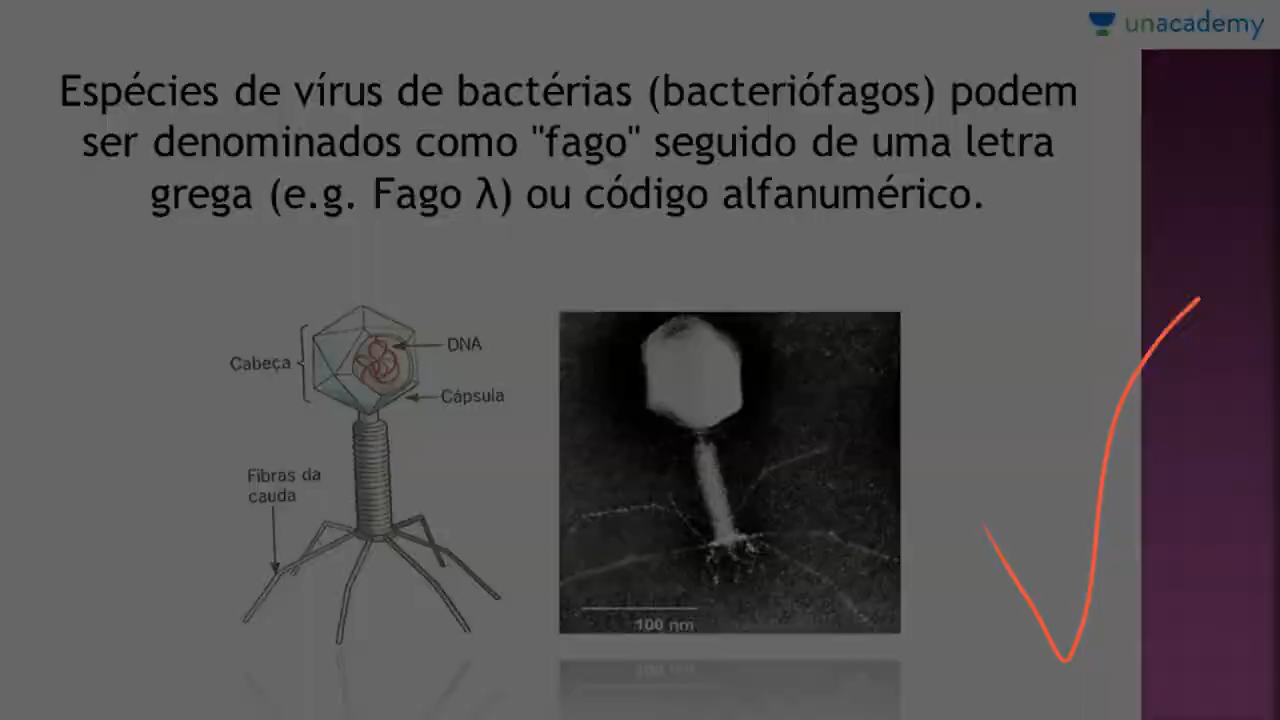 unacademy
Espécies de vírus de bactérias (bacteriófagos) podem
ser denominados como "fago" seguido de uma letra
grega (e.g. Fago λ) ou código alfanumérico.
Cabeça
DNA
Cápsula
Fibras da
cauda
100 nm